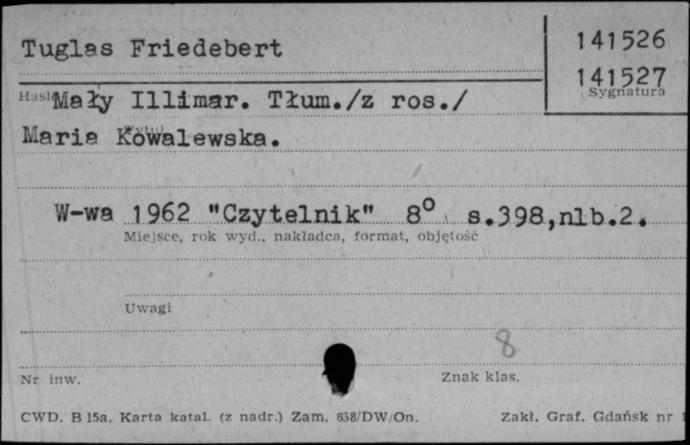 Tuglas Friedebert
141526
141527
Sygnatura
Hasło
Mały Illimar. Tłum./z ros./
Maria Kowalewska.
W-wa 1962 "Czytelnik" 8° s.398,nlb.2.
Miejsce, rok wyd., nakładca, format, objętość
Uwagi
8
Nr inw.
Znak klas.
CWD. B 15a. Karta katal. (z nadr.) Zam. 658/DW/On.
Zakł. Graf. Gdańsk nr